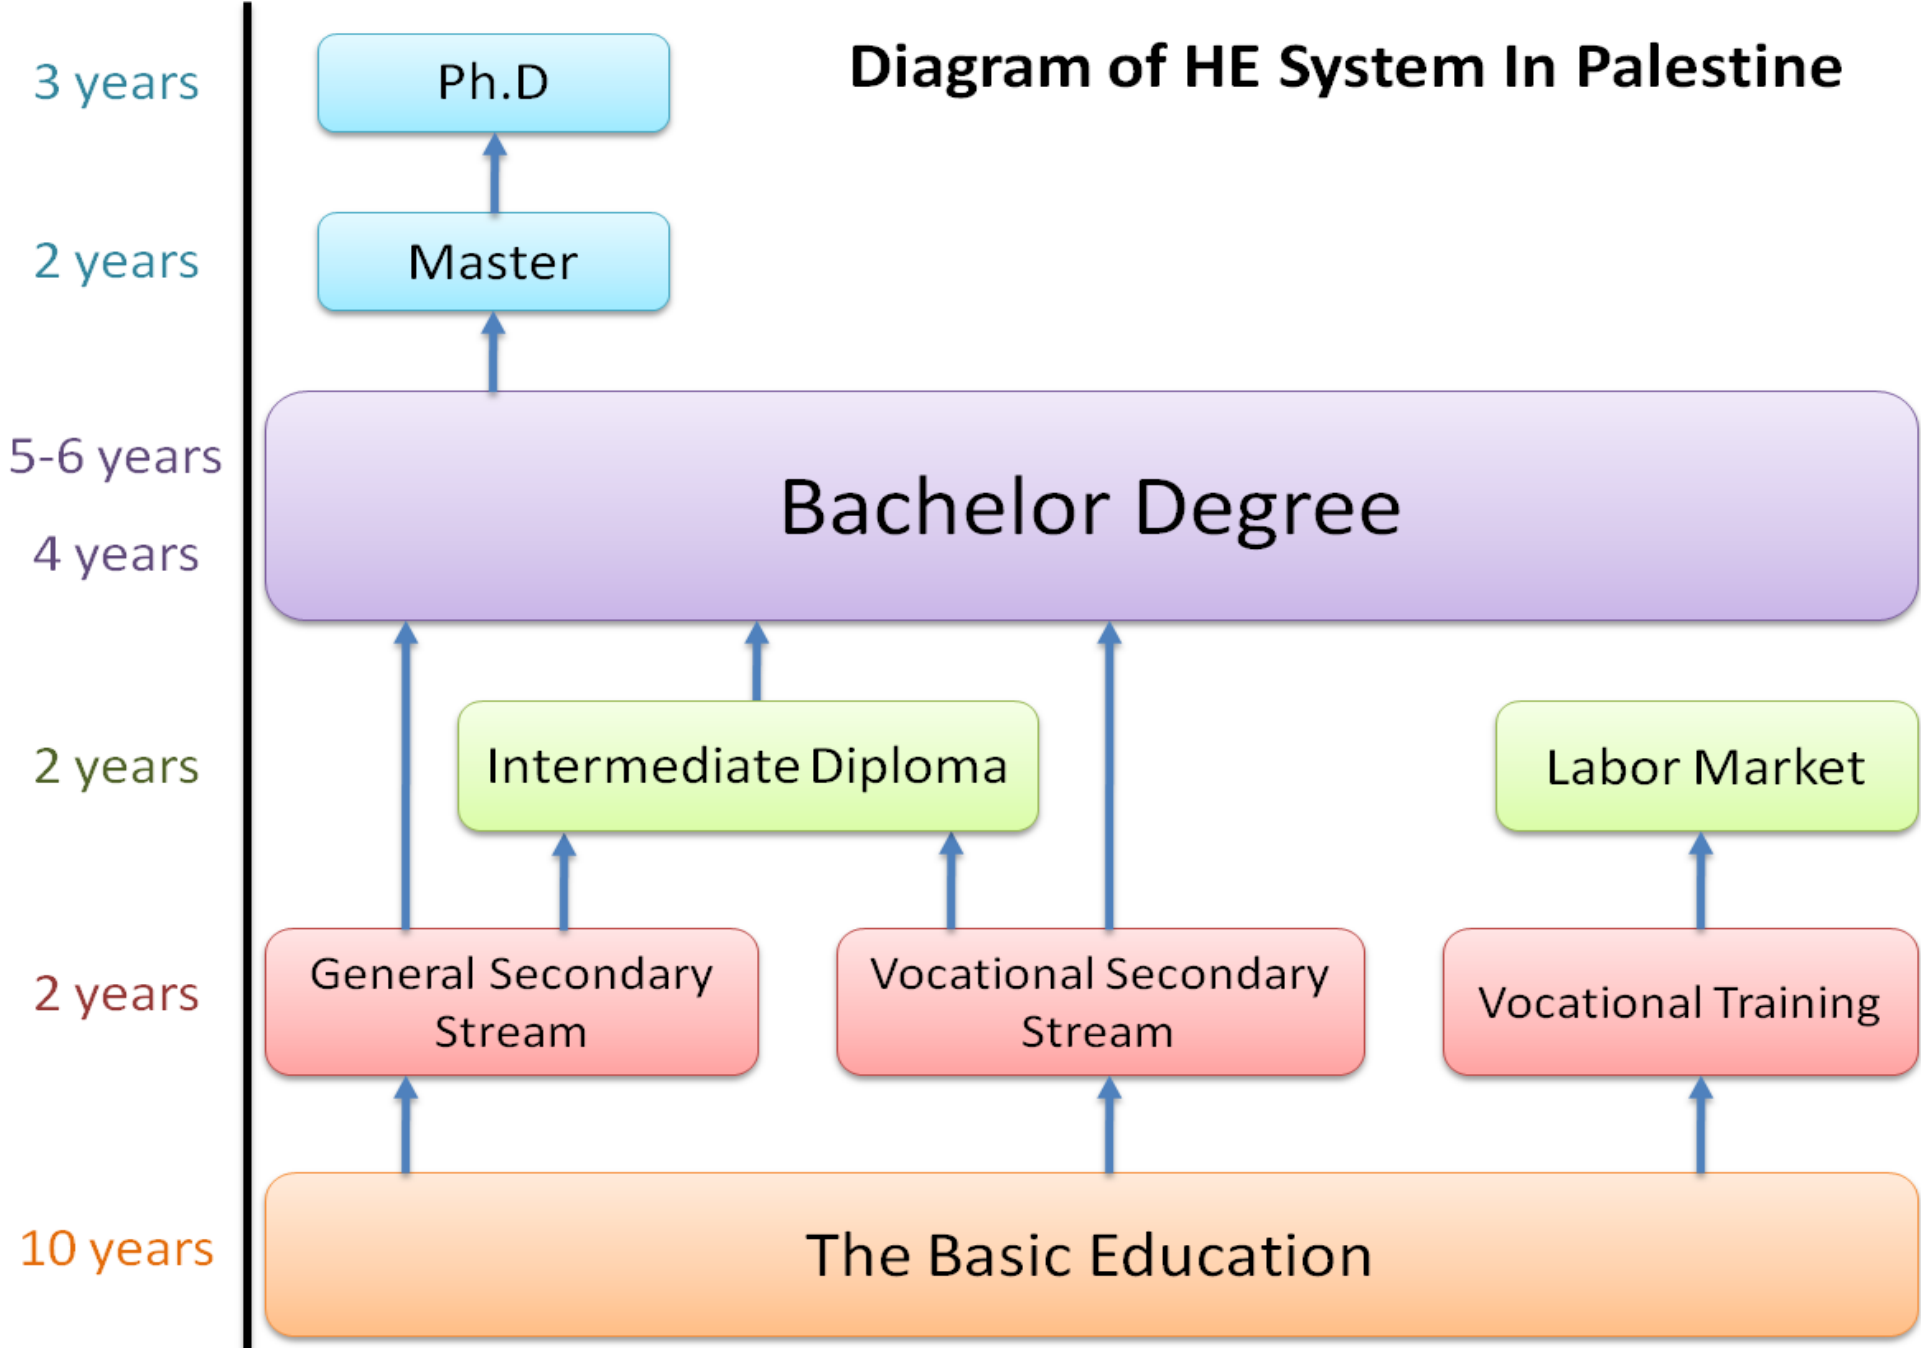 Diagram of HE System In Palestine
3 years
Ph.D
2 years
Master
5-6 years
4 years
Bachelor Degree
2 years
Intermediate Diploma
Labor Market
2 years
General Secondary
Stream
Vocational Secondary
Stream
Vocational Training
10 years
The Basic Education